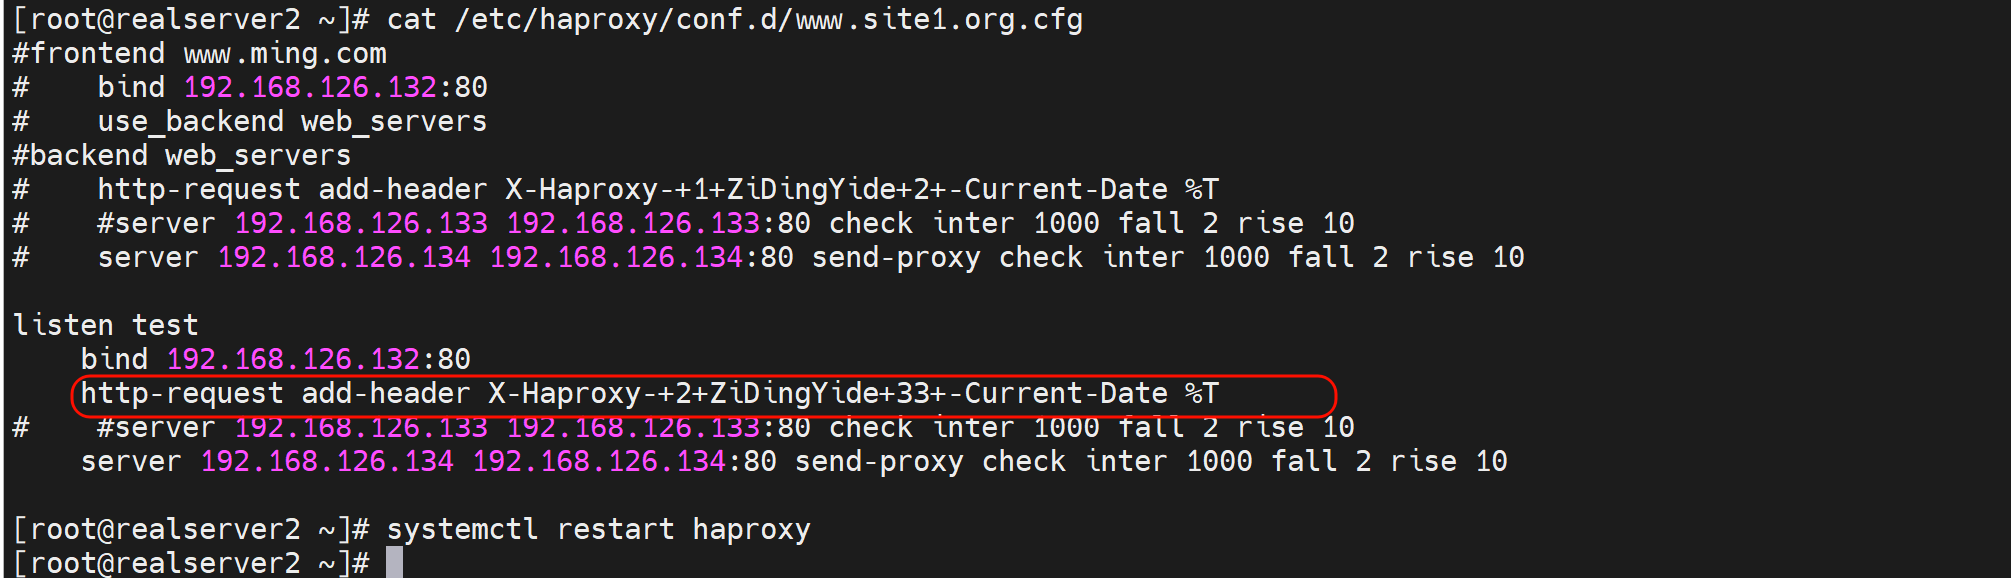 [root@realserver2 ~]# cat /etc/haproxy/conf.d/www.site1.org.cfg
#frontend www.ming.com
#    bind 192.168.126.132:80
#    use_backend web_servers
#backend web_servers
#    http-request add-header X-Haproxy-+1+ZiDingYide+2+-Current-Date %T
#    #server 192.168.126.133 192.168.126.133:80 check inter 1000 fall 2 rise 10
#    server 192.168.126.134 192.168.126.134:80 send-proxy check inter 1000 fall 2 rise 10

listen test
    bind 192.168.126.132:80
    http-request add-header X-Haproxy-+2+ZiDingYide+33+-Current-Date %T
#    #server 192.168.126.133 192.168.126.133:80 check inter 1000 fall 2 rise 10
    server 192.168.126.134 192.168.126.134:80 send-proxy check inter 1000 fall 2 rise 10

[root@realserver2 ~]# systemctl restart haproxy
[root@realserver2 ~]#